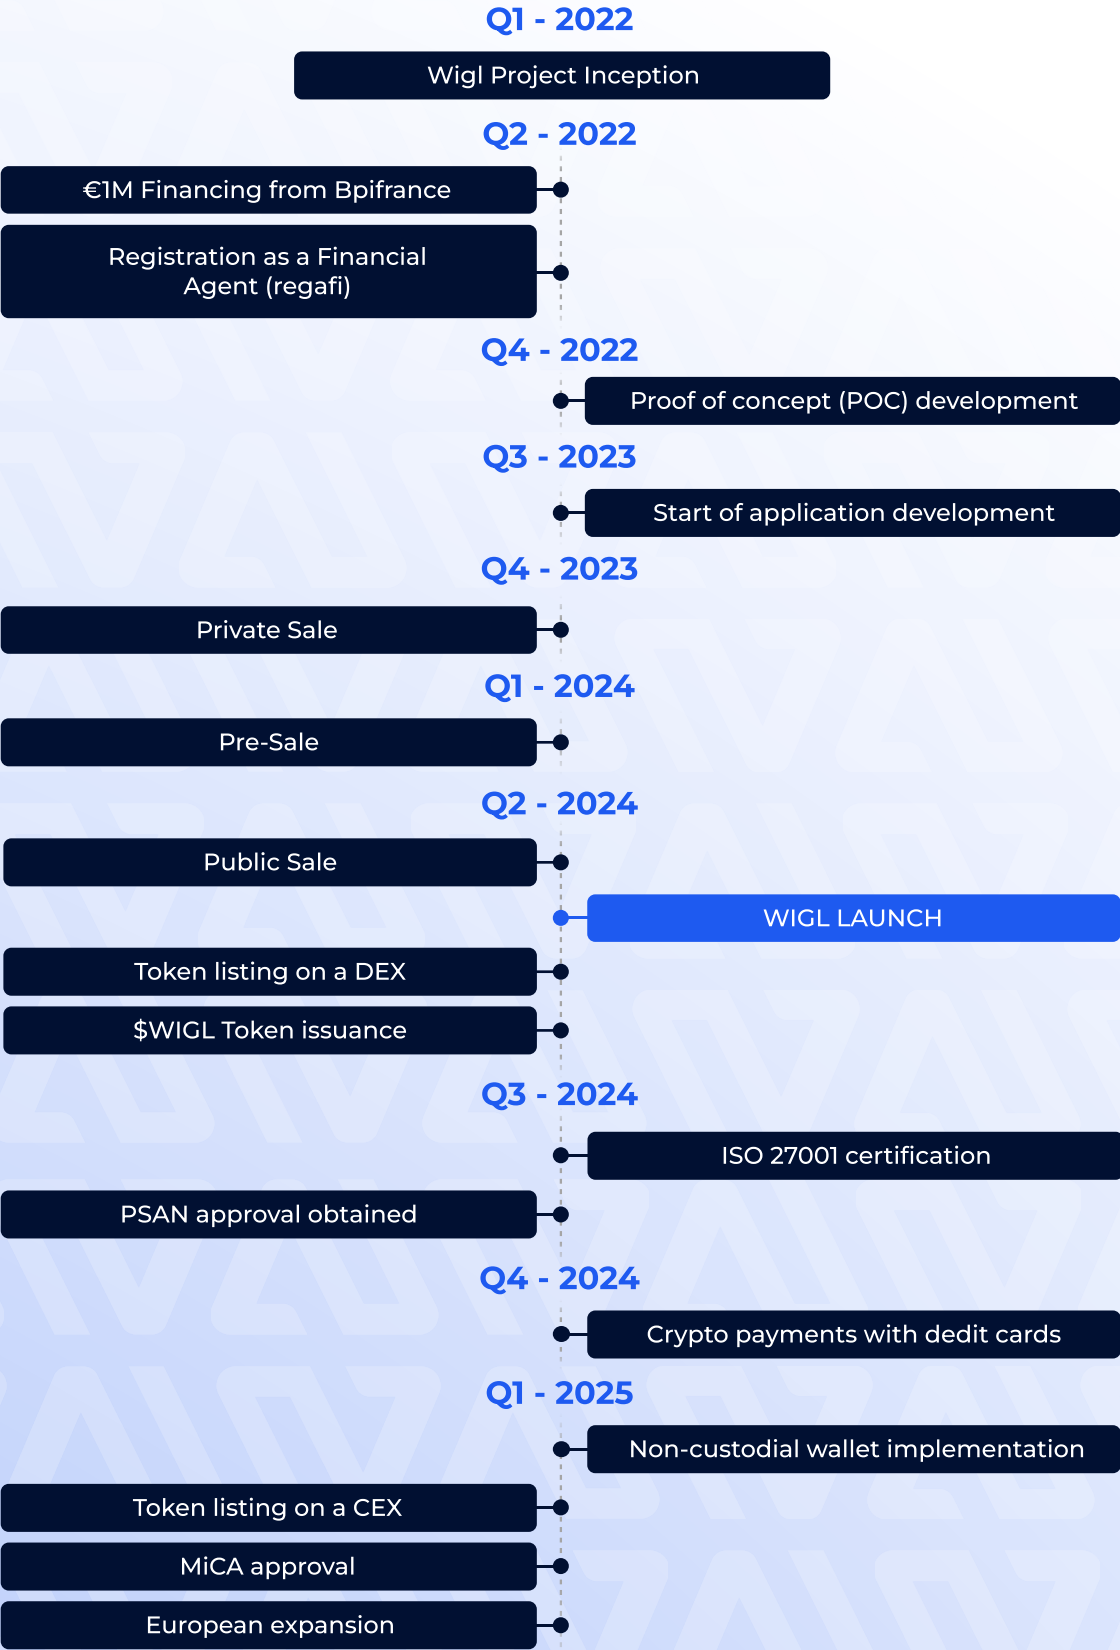 Q1 - 2022
Wigl Project Inception
Q2 - 2022
€1M Financing from Bpifrance
Registration as a Financial
Agent (regafi)
Q4 - 2022
Proof of concept (POC) development
Q3 - 2023
Start of application development
Q4 - 2023
Private Sale
Q1 - 2024
Pre-Sale
Q2 - 2024
Public Sale
WIGL LAUNCH
Token listing on a DEX
$WIGL Token issuance
Q3 - 2024
ISO 27001 certification
PSAN approval obtained
Q4 - 2024
Crypto payments with dedit cards
Q1 - 2025
Non-custodial wallet implementation
Token listing on a CEX
MiCA approval
European expansion